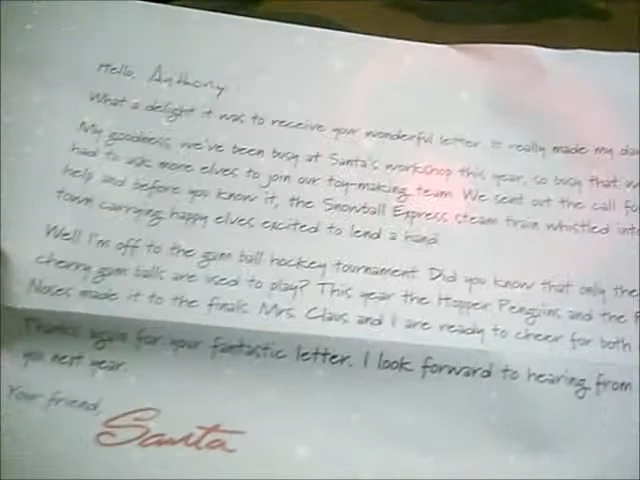 Hello, Anthony
What a delight it was to receive your wonderful letter. It really made my day
My goodness, we've been busy at Santa's workshop this year, so busy that we
had to ask more elves to join our toy-making team. We sent out the call for
help and before you know it, the Snowball Express steam train whistled into
town carrying happy elves excited to lend a hand.
Well I'm off to the gum ball hockey tournament. Did you know that only the
cherry gum balls are used to play? This year the Hopper Penguins and the
Noses made it to the finals. Mrs. Claus and I are ready to cheer for both
Thanks again for your fantastic letter. I look forward to hearing from
you next year.
Your friend,
Santa